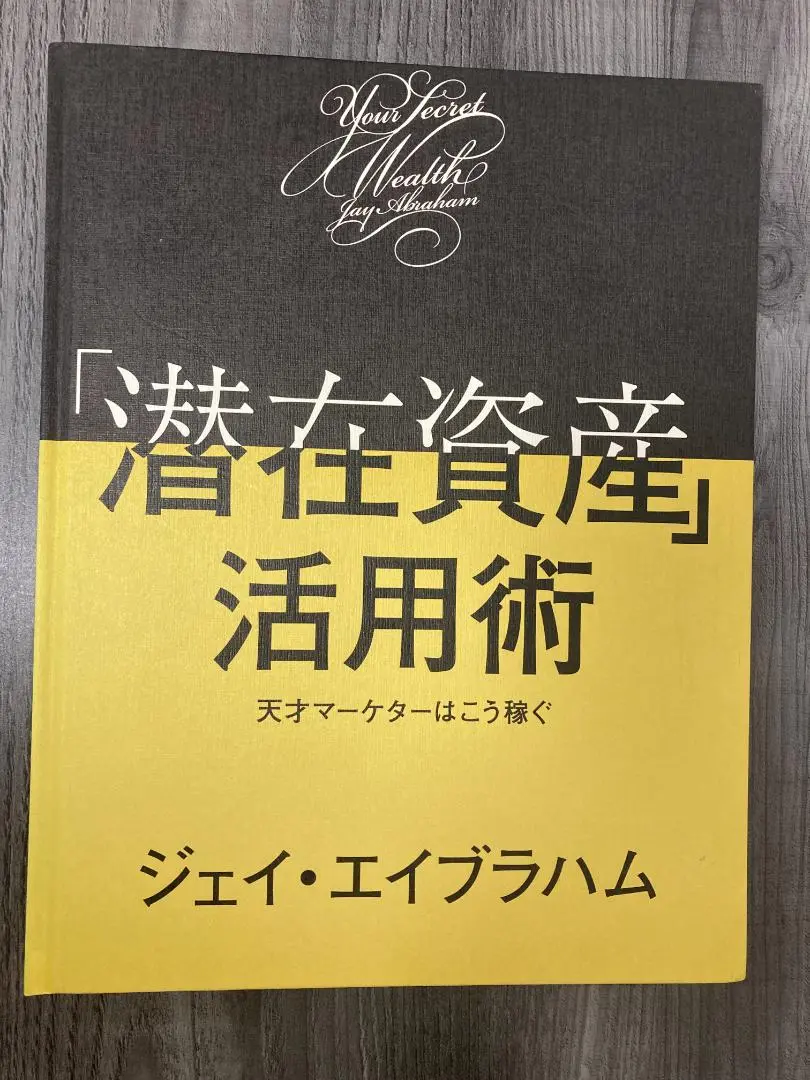 Your Secret
Wealth
Jay Abraham
「潜在資産」
活用術
天才マーケターはこう稼ぐ
ジェイ・エイブラハム